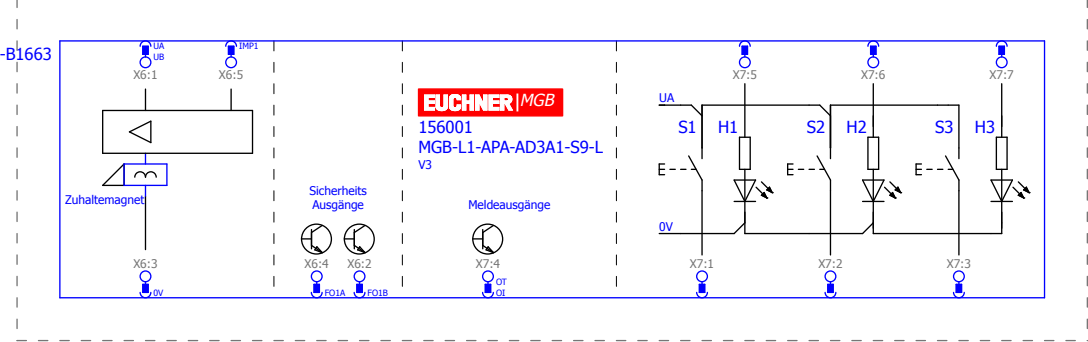 -B1663
UA
UB
IMP1
X6:1
X6:5
X7:5
X7:6
X7:7
EUCHNER|MGB
156001
MGB-L1-APA-AD3A1-S9-L
V3
UA
S1
H1
S2
H2
S3
H3
E
E
E
Zuhaltemagnet
Sicherheits
Ausgänge
Meldeausgänge
0V
X6:3
X6:4
X6:2
X7:4
X7:1
X7:2
X7:3
0V
FO1A
FO1B
OT
OI